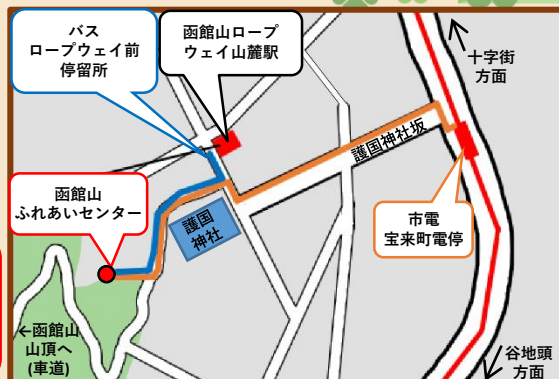 バス
ロープウェイ前
停留所
函館山ロープ
ウェイ山麓駅
十字街
方面
護国神社坂
函館山
ふれあいセンター
護国
神社
市電
宝来町電停
←函館山
山頂へ
(車道)
谷地頭
方面